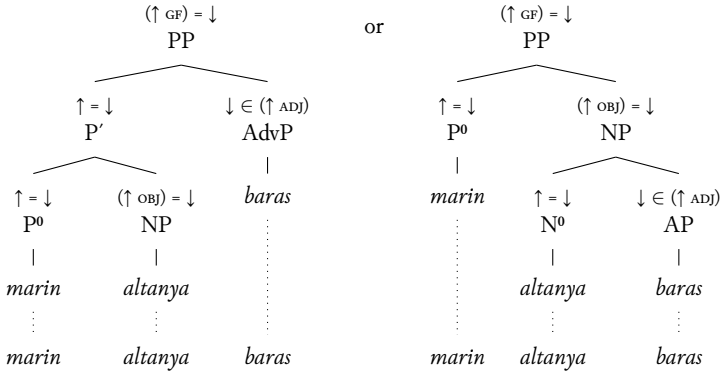 (↑ GF) = ↓ or (↑ GF) = ↓
PP PP
↑ = ↓ ↓ ∈ (↑ ADJ) ↑ = ↓ (↑ OBJ) = ↓
P′ AdvP P⁰ NP
↑ = ↓ (↑ OBJ) = ↓ baras marin ↑ = ↓ ↓ ∈ (↑ ADJ)
P⁰ NP N⁰ AP
marin altanya altanya baras
marin altanya baras marin altanya baras